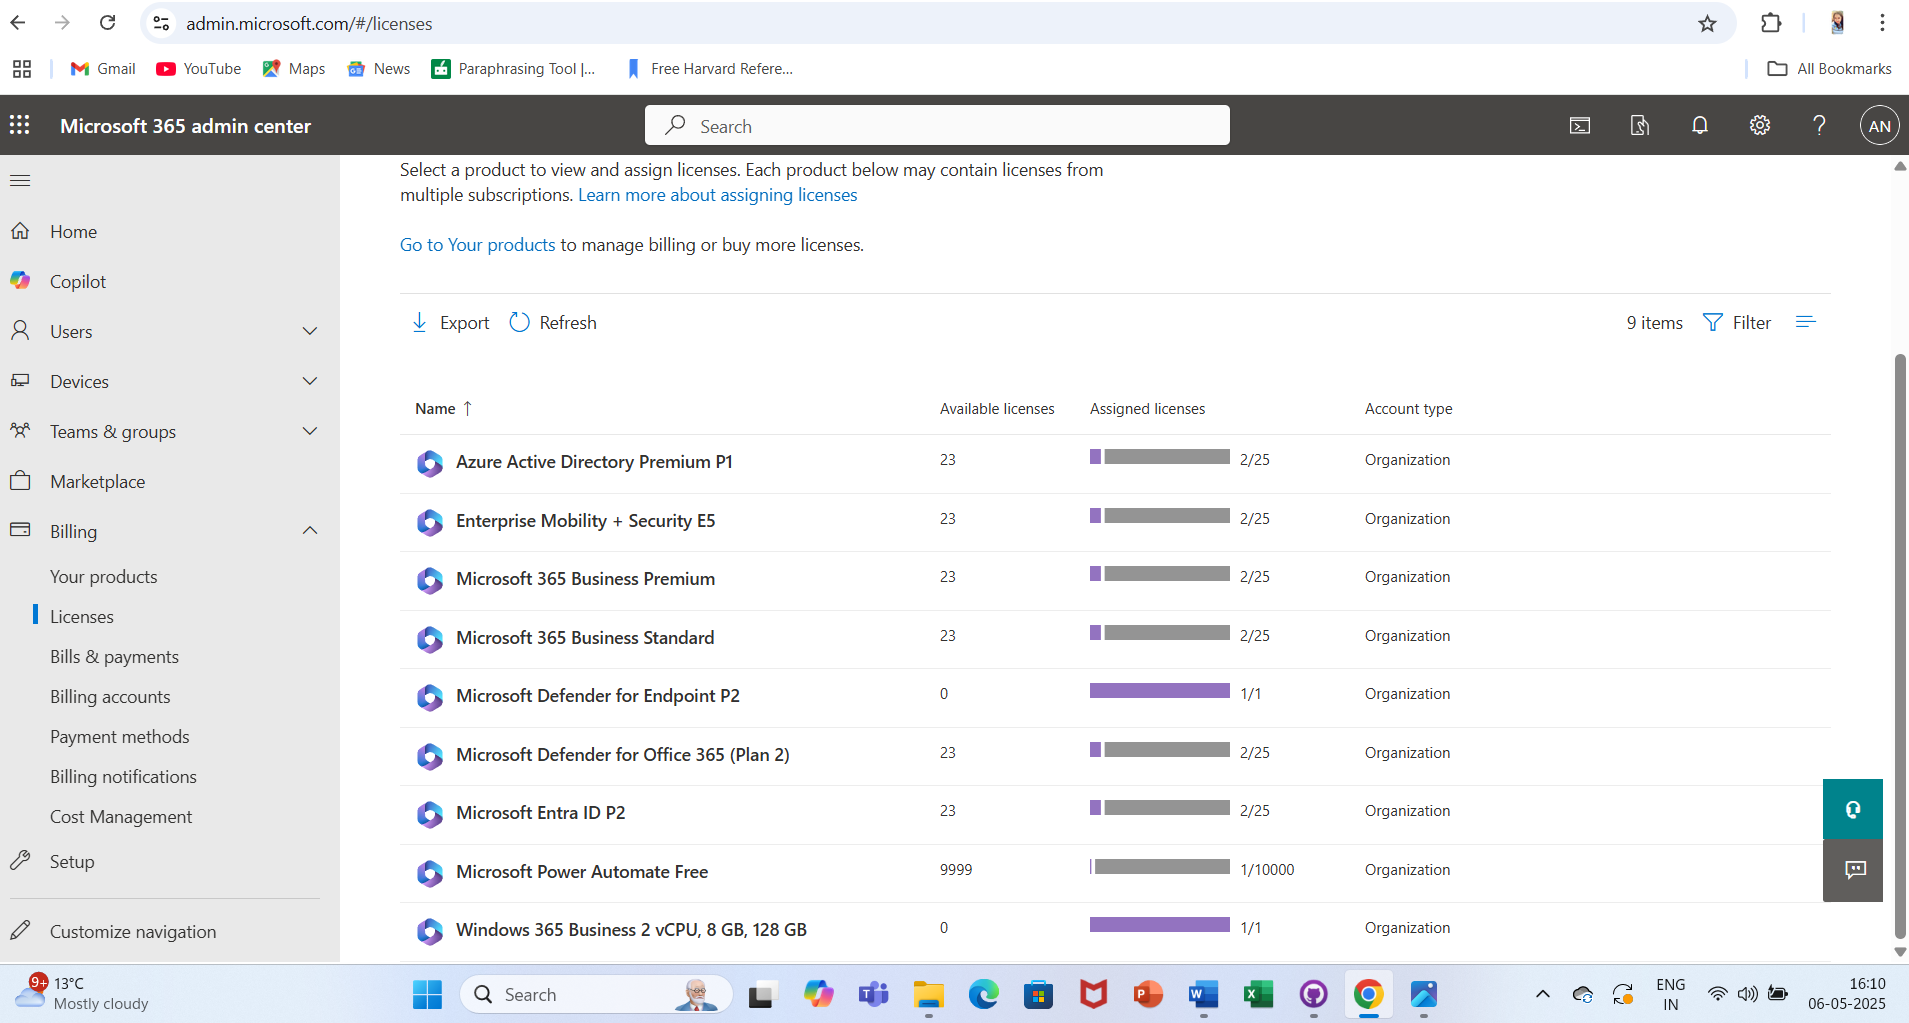 admin.microsoft.com/#/licenses
Gmail
YouTube
Maps
News
Paraphrasing Tool |...
Free Harvard Refere...
All Bookmarks
Microsoft 365 admin center
Search
AN
Home
Copilot
Users
Devices
Teams & groups
Marketplace
Billing
Your products
Licenses
Bills & payments
Billing accounts
Payment methods
Billing notifications
Cost Management
Setup
Customize navigation
Select a product to view and assign licenses. Each product below may contain licenses from
multiple subscriptions. Learn more about assigning licenses
Go to Your products to manage billing or buy more licenses.
Export Refresh 9 items Filter
Name ↑ Available licenses Assigned licenses Account type
Azure Active Directory Premium P1 23 2/25 Organization
Enterprise Mobility + Security E5 23 2/25 Organization
Microsoft 365 Business Premium 23 2/25 Organization
Microsoft 365 Business Standard 23 2/25 Organization
Microsoft Defender for Endpoint P2 0 1/1 Organization
Microsoft Defender for Office 365 (Plan 2) 23 2/25 Organization
Microsoft Entra ID P2 23 2/25 Organization
Microsoft Power Automate Free 9999 1/10000 Organization
Windows 365 Business 2 vCPU, 8 GB, 128 GB 0 1/1 Organization
9+
13°C
Mostly cloudy
Search
ENG
IN
16:10
06-05-2025